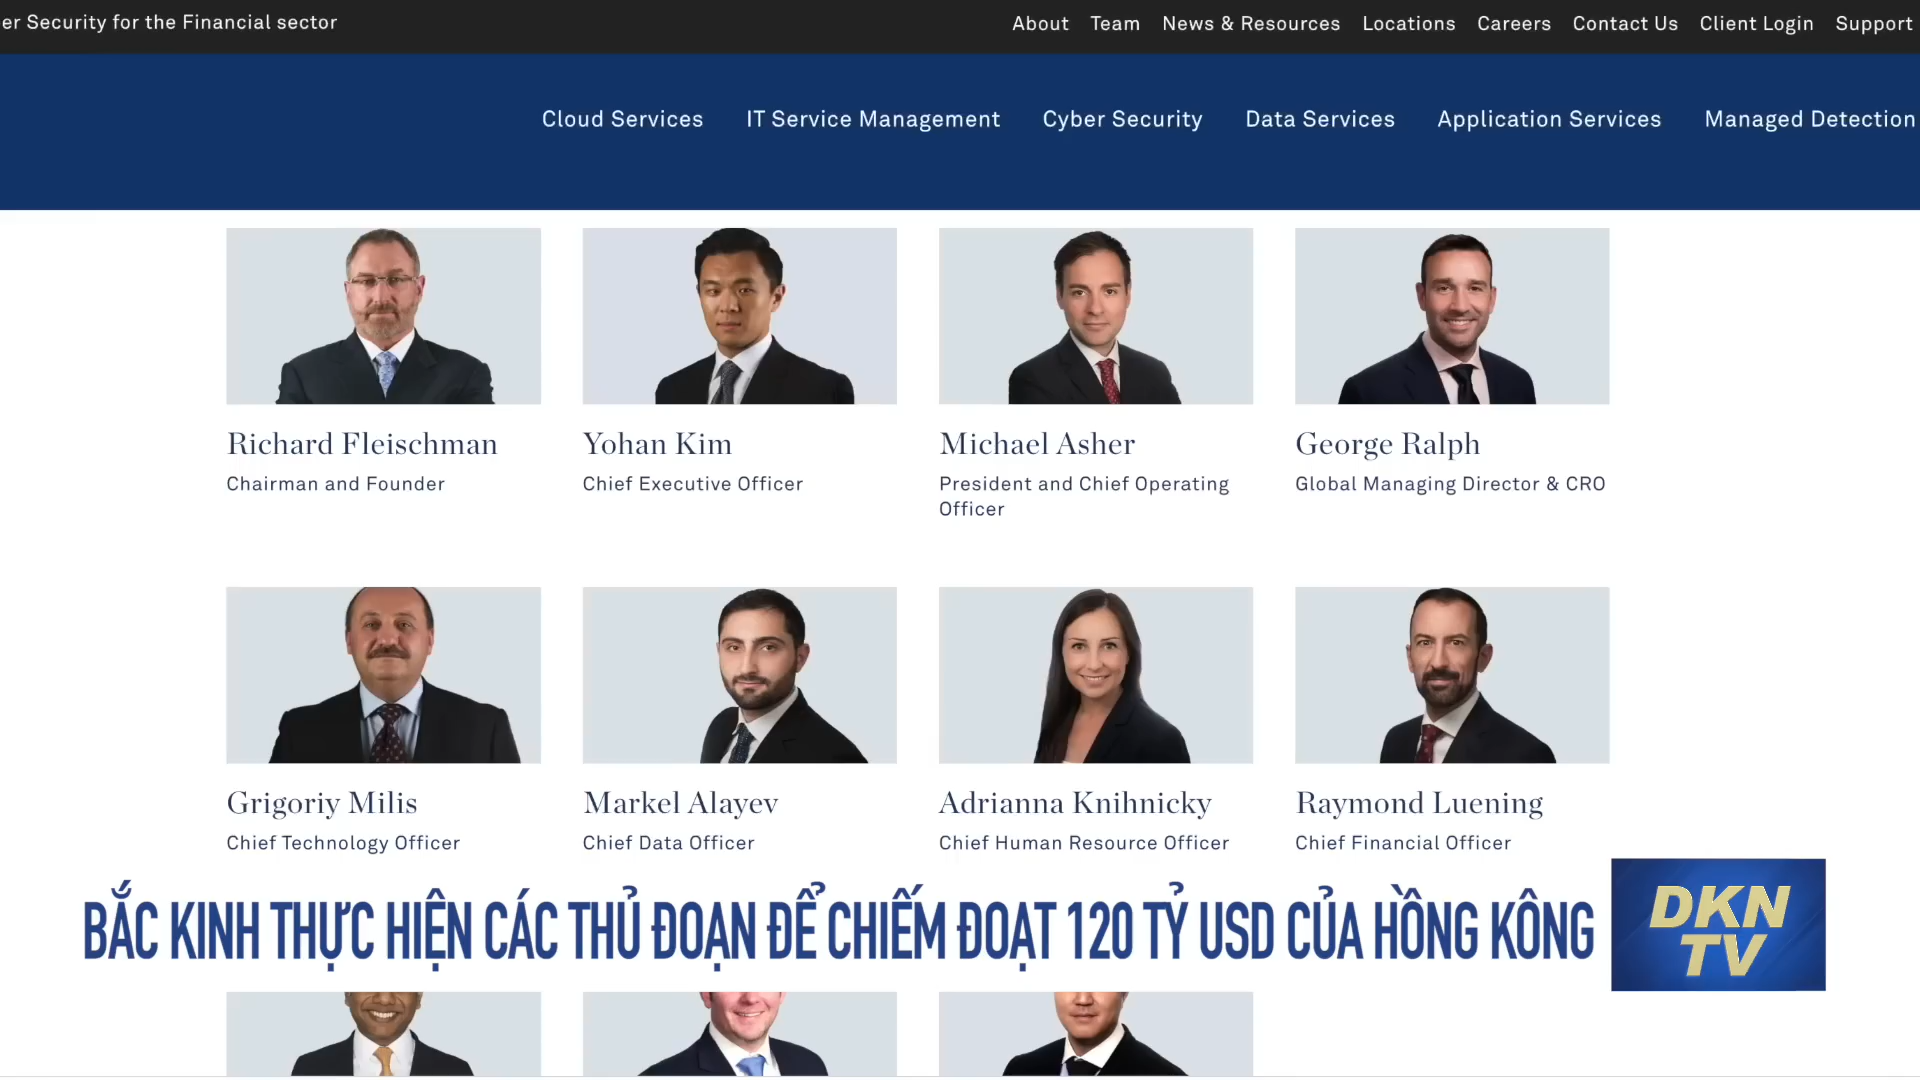 er Security for the Financial sector
About Team News & Resources Locations Careers Contact Us Client Login Support
Cloud Services IT Service Management Cyber Security Data Services Application Services Managed Detection
Richard Fleischman Yohan Kim Michael Asher George Ralph
Chairman and Founder Chief Executive Officer President and Chief Operating Officer Global Managing Director & CRO
Grigoriy Milis Markel Alayev Adrianna Knihnicky Raymond Luening
Chief Technology Officer Chief Data Officer Chief Human Resource Officer Chief Financial Officer
BẮC KINH THỰC HIỆN CÁC THỦ ĐOẠN ĐỂ CHIẾM ĐOẠT 120 TỶ USD CỦA HỒNG KÔNG
DKN
TV